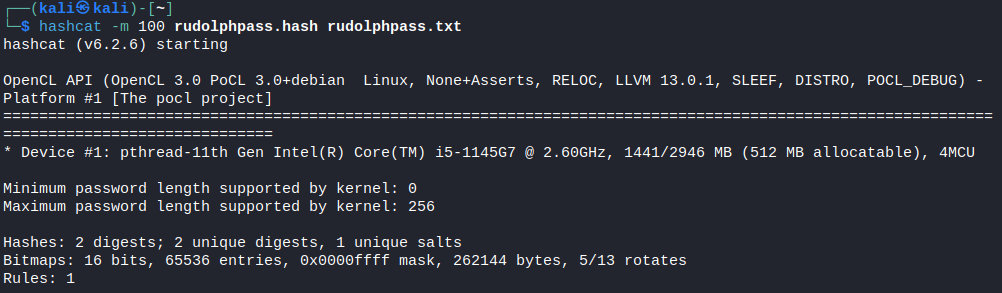 ┌──(kali㉿kali)-[~]
└─$ hashcat -m 100 rudolphpass.hash rudolphpass.txt
hashcat (v6.2.6) starting
OpenCL API (OpenCL 3.0 PoCL 3.0+debian  Linux, None+Asserts, RELOC, LLVM 13.0.1, SLEEF, DISTRO, POCL_DEBUG) -
Platform #1 [The pocl project]
==============================================================================================================
==============================
* Device #1: pthread-11th Gen Intel(R) Core(TM) i5-1145G7 @ 2.60GHz, 1441/2946 MB (512 MB allocatable), 4MCU
Minimum password length supported by kernel: 0
Maximum password length supported by kernel: 256
Hashes: 2 digests; 2 unique digests, 1 unique salts
Bitmaps: 16 bits, 65536 entries, 0x0000ffff mask, 262144 bytes, 5/13 rotates
Rules: 1